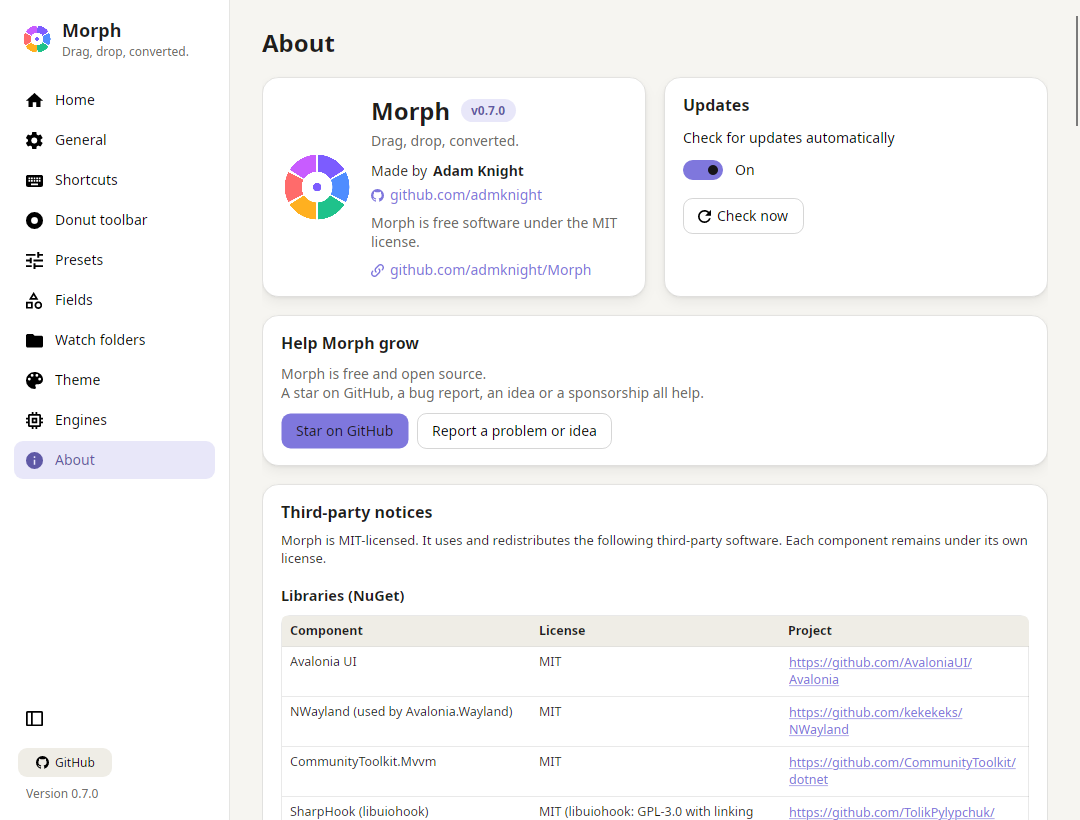 Morph
Drag, drop, converted.
Home
General
Shortcuts
Donut toolbar
Presets
Fields
Watch folders
Theme
Engines
About
GitHub
Version 0.7.0
About
Morph v0.7.0
Drag, drop, converted.
Made by Adam Knight
github.com/admknight
Morph is free software under the MIT
license.
github.com/admknight/Morph
Updates
Check for updates automatically
On
Check now
Help Morph grow
Morph is free and open source.
A star on GitHub, a bug report, an idea or a sponsorship all help.
Star on GitHub
Report a problem or idea
Third-party notices
Morph is MIT-licensed. It uses and redistributes the following third-party software. Each component remains under its own
license.
Libraries (NuGet)
Component License Project
Avalonia UI MIT https://github.com/AvaloniaUI/
Avalonia
NWayland (used by Avalonia.Wayland) MIT https://github.com/kekekeks/
NWayland
CommunityToolkit.Mvvm MIT https://github.com/CommunityToolkit/
dotnet
SharpHook (libuiohook) MIT (libuiohook: GPL-3.0 with linking https://github.com/TolikPylypchuk/